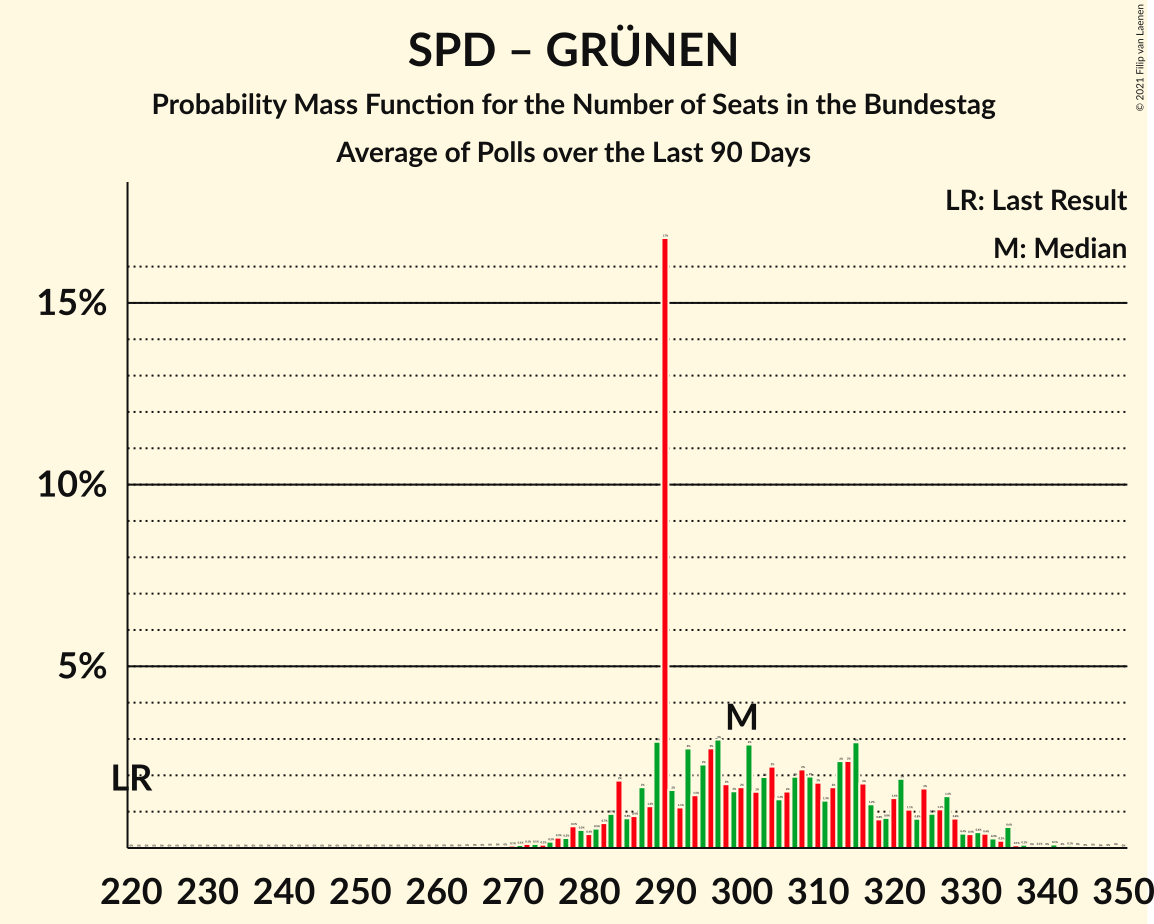 SPD – GRÜNEN
Probability Mass Function for the Number of Seats in the Bundestag
Average of Polls over the Last 90 Days
© 2021 Filip van Laenen
LR: Last Result
M: Median
15%
10%
5%
LR
M
220 230 240 250 260 270 280 290 300 310 320 330 340 350